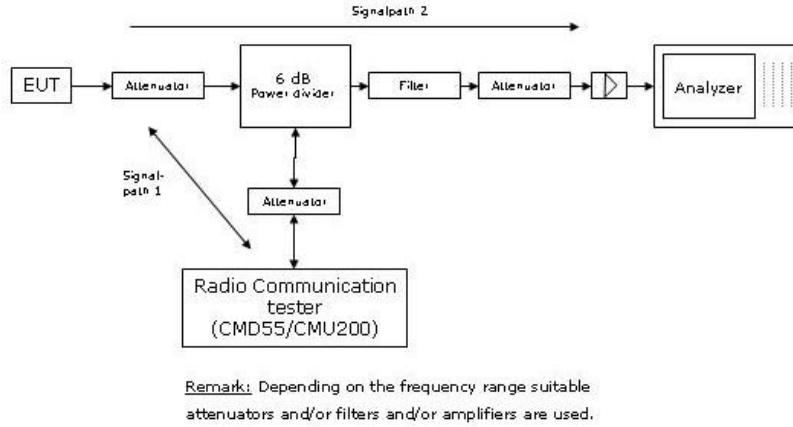 Signalpath 2
EUT
Attenuator
6 dB
Power divider
Filter
Attenuator
Analyzer
Signal-
path 1
Attenuator
Radio Communication
tester
(CMD55/CMU200)
Remark: Depending on the frequency range suitable
attenuators and/or filters and/or amplifiers are used.